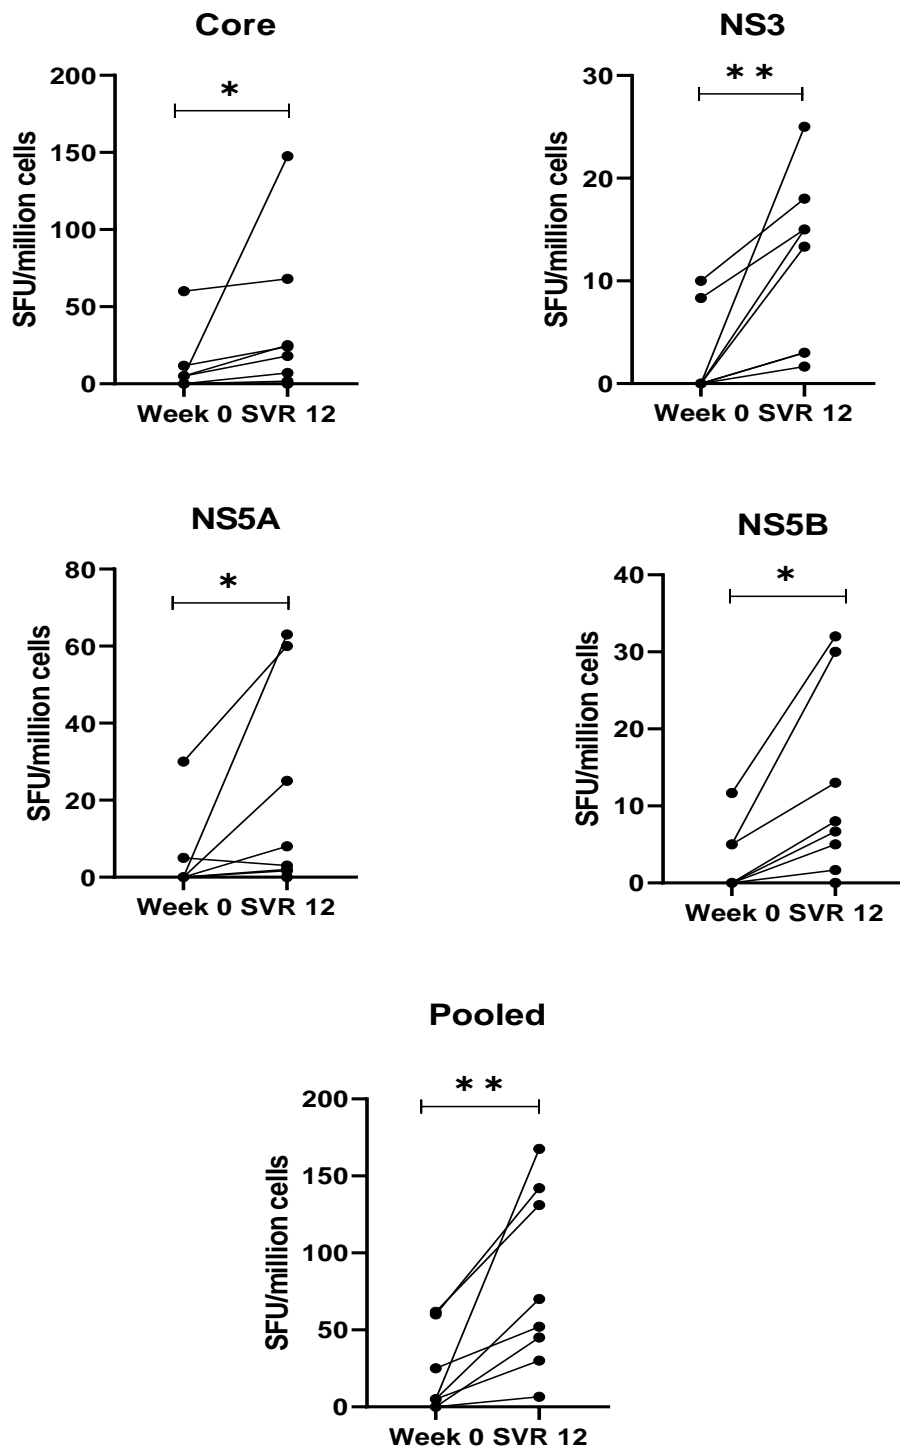 Core
*
SFU/million cells
200
150
100
50
0
Week 0 SVR 12
NS3
* *
SFU/million cells
30
20
10
0
Week 0 SVR 12
NS5A
*
SFU/million cells
80
60
40
20
0
Week 0 SVR 12
NS5B
*
SFU/million cells
40
30
20
10
0
Week 0 SVR 12
Pooled
* *
SFU/million cells
200
150
100
50
0
Week 0 SVR 12